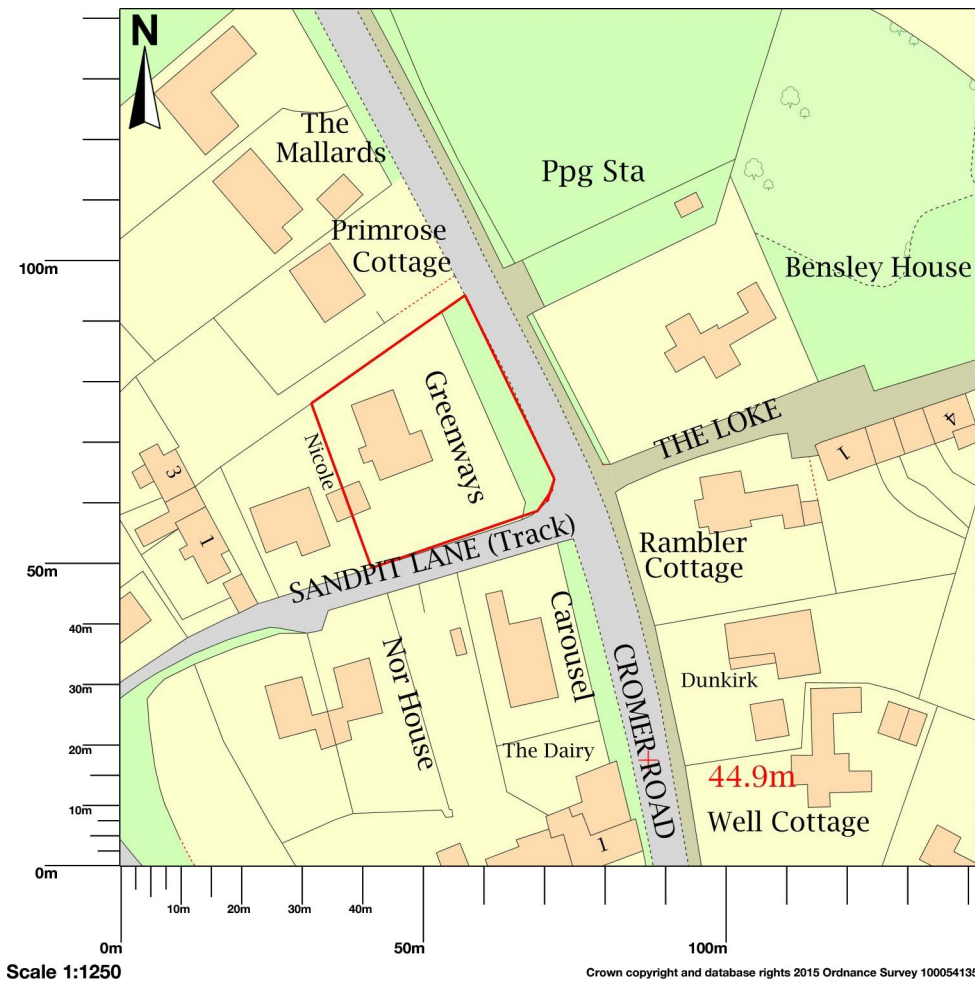 N
The
Mallards
Ppg Sta
Primrose
Cottage
Bensley House
100m
Greenways
THE LOKE
4
1
Nicole
3
1
Rambler
Cottage
SANDPIT LANE (Track)
50m
40m
Carousel
Nor House
CROMER ROAD
Dunkirk
30m
20m
The Dairy
44.9m
10m
Well Cottage
1
0m
10m
20m
30m
40m
0m
50m
100m
Scale 1:1250
Crown copyright and database rights 2015 Ordnance Survey 100054135